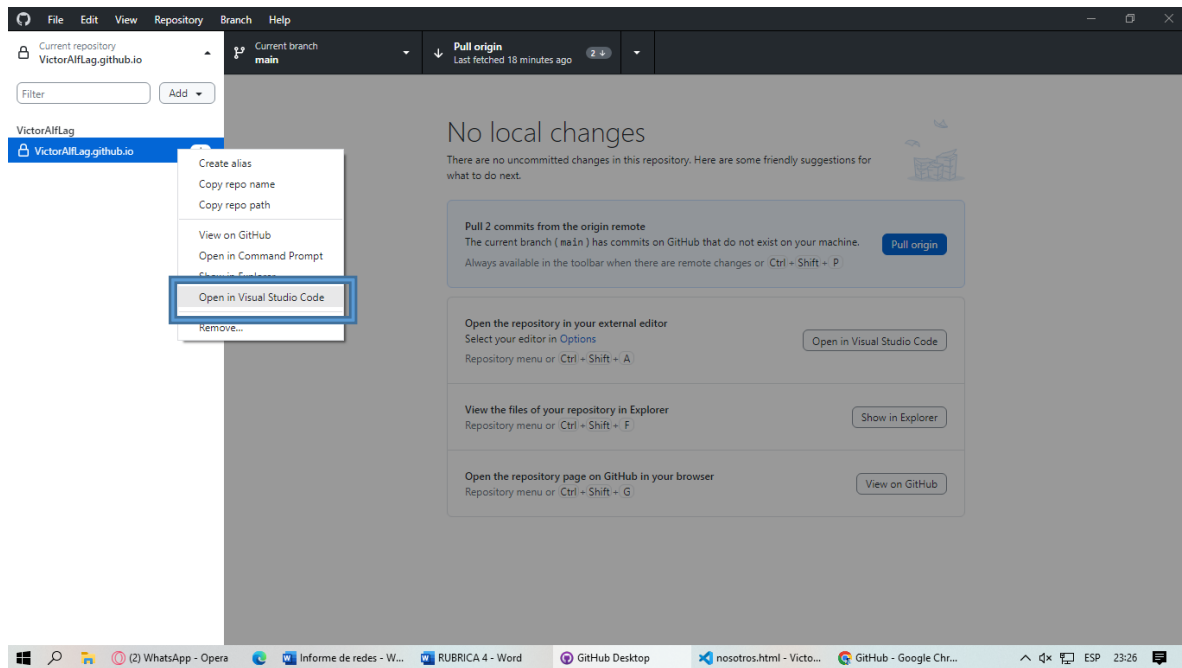 File Edit View Repository Branch Help
Current repository
VictorAlfLag.github.io
Current branch
main
Pull origin
Last fetched 18 minutes ago
2
Filter
Add
VictorAlfLag
VictorAlfLag.github.io
Create alias
Copy repo name
Copy repo path
View on GitHub
Open in Command Prompt
Show in Explorer
Open in Visual Studio Code
Remove...
No local changes
There are no uncommitted changes in this repository. Here are some friendly suggestions for
what to do next.
Pull 2 commits from the origin remote
The current branch (main) has commits on GitHub that do not exist on your machine.
Always available in the toolbar when there are remote changes or Ctrl + Shift + P
Pull origin
Open the repository in your external editor
Select your editor in Options
Repository menu or Ctrl + Shift + A
Open in Visual Studio Code
View the files of your repository in Explorer
Repository menu or Ctrl + Shift + F
Show in Explorer
Open the repository page on GitHub in your browser
Repository menu or Ctrl + Shift + G
View on GitHub
(2) WhatsApp - Opera
Informe de redes - W...
RUBRICA 4 - Word
GitHub Desktop
nosotros.html - Victo...
GitHub - Google Chr...
ESP
23:26